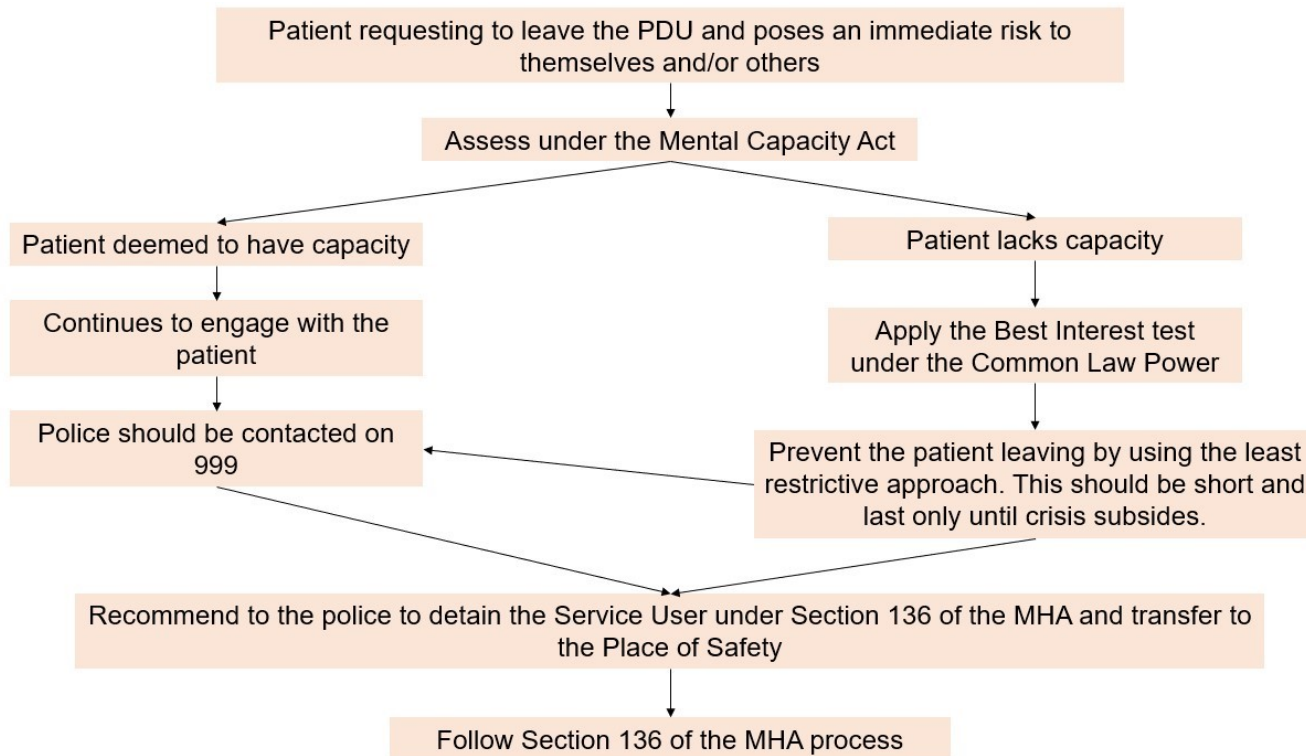 Patient requesting to leave the PDU and poses an immediate risk to
themselves and/or others
Assess under the Mental Capacity Act
Patient deemed to have capacity
Patient lacks capacity
Continues to engage with the
patient
Apply the Best Interest test
under the Common Law Power
Police should be contacted on
999
Prevent the patient leaving by using the least
restrictive approach. This should be short and
last only until crisis subsides.
Recommend to the police to detain the Service User under Section 136 of the MHA and transfer to
the Place of Safety
Follow Section 136 of the MHA process